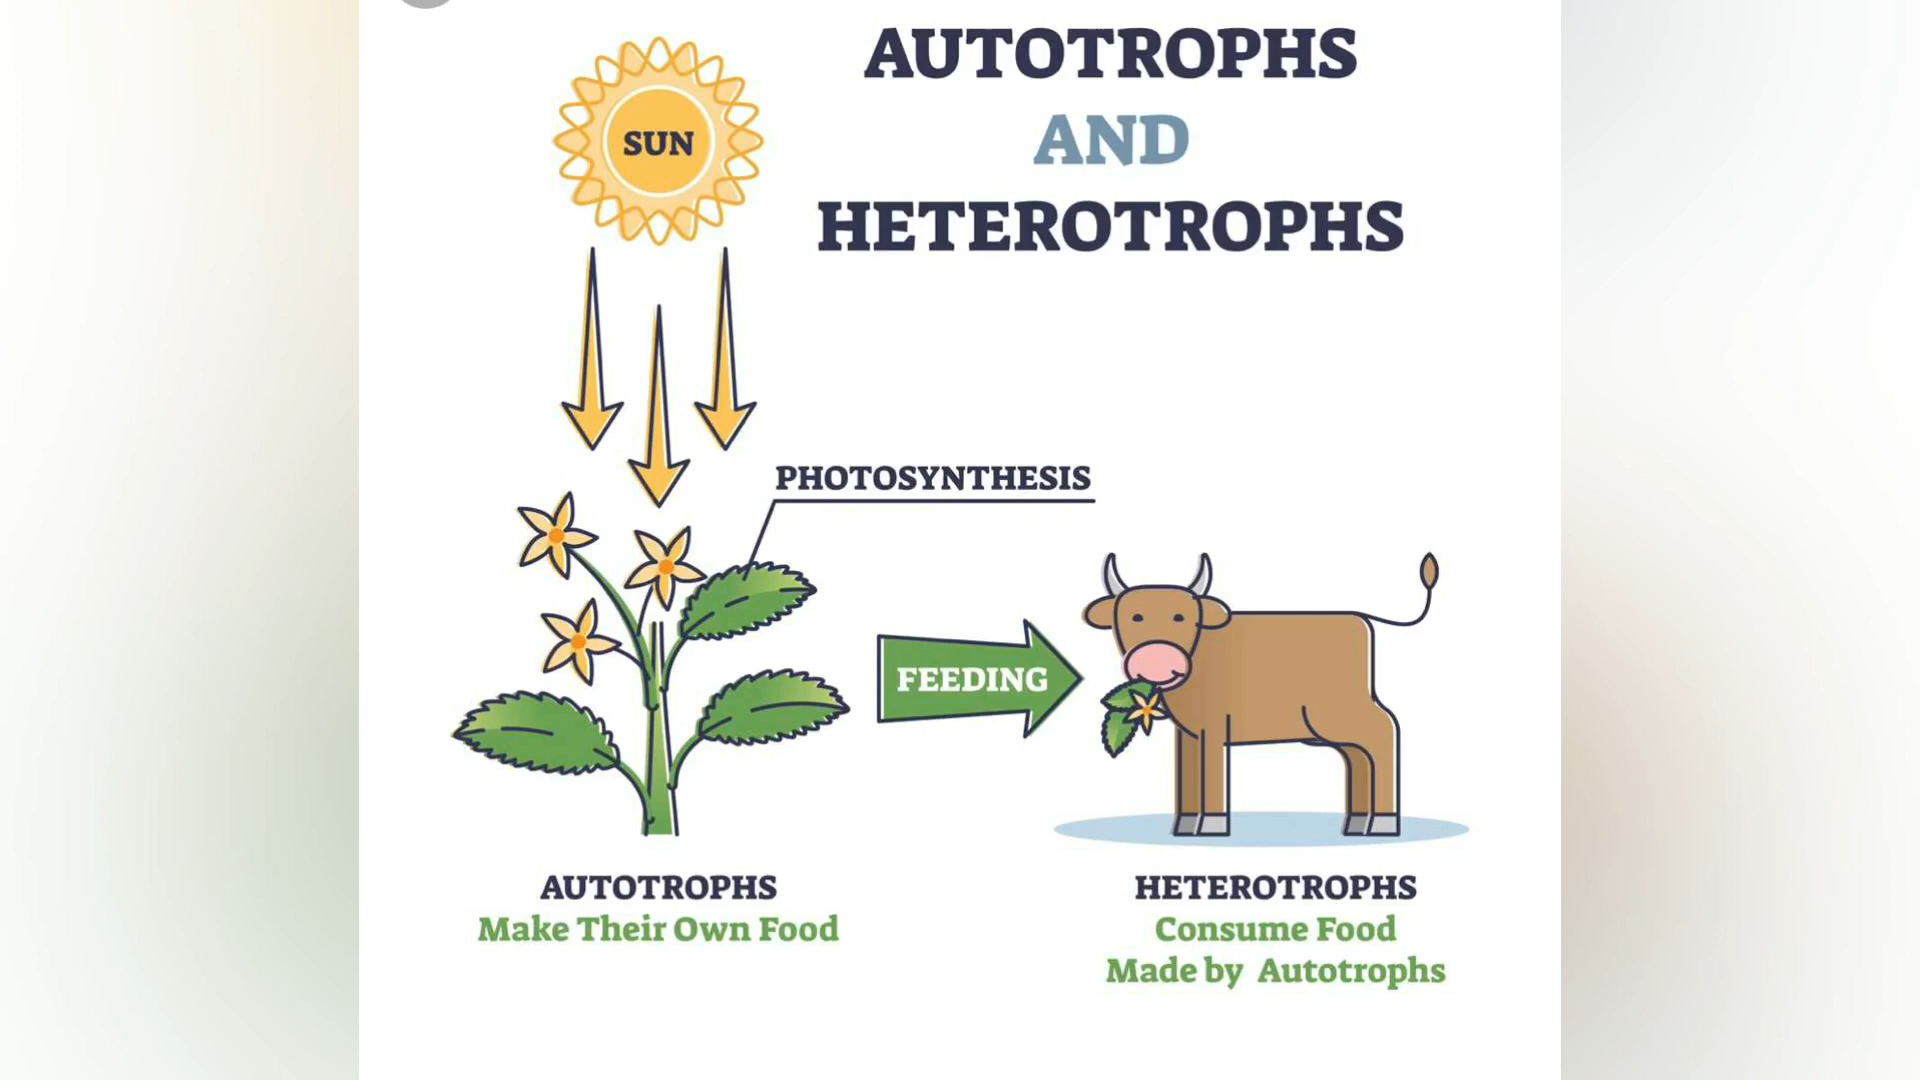 AUTOTROPHS
AND
HETEROTROPHS
SUN
PHOTOSYNTHESIS
FEEDING
AUTOTROPHS
Make Their Own Food
HETEROTROPHS
Consume Food
Made by Autotrophs